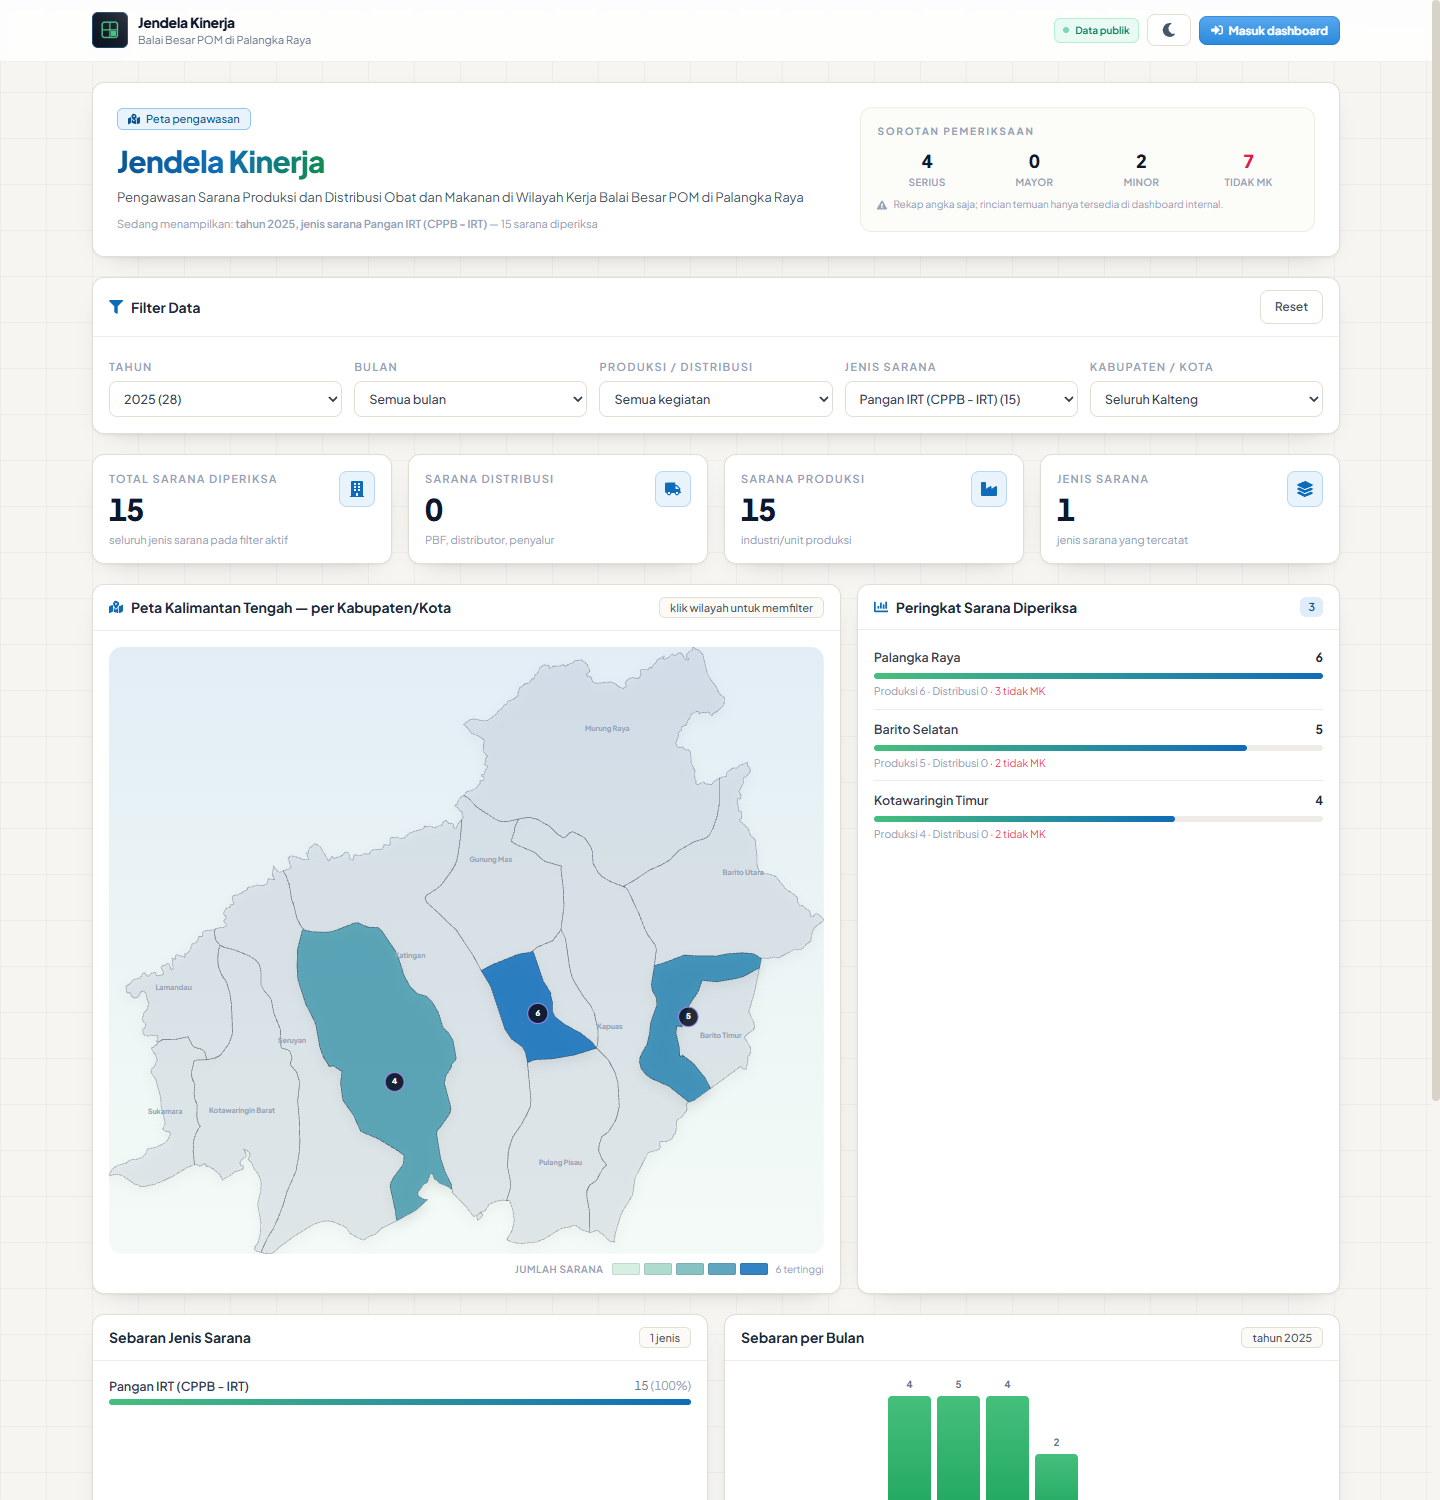 Jendela Kinerja
Balai Besar POM di Palangka Raya
Data publik
Masuk dashboard
Peta pengawasan
Jendela Kinerja
Pengawasan Sarana Produksi dan Distribusi Obat dan Makanan di Wilayah Kerja Balai Besar POM di Palangka Raya
Sedang menampilkan: tahun 2025, jenis sarana Pangan IRT (CPPB - IRT) — 15 sarana diperiksa
SOROTAN PEMERIKSAAN
4 0 2 7
SERIUS MAYOR MINOR TIDAK MK
Rekap angka saja; rincian temuan hanya tersedia di dashboard internal.
Filter Data
Reset
TAHUN BULAN PRODUKSI / DISTRIBUSI JENIS SARANA KABUPATEN / KOTA
2025 (28) Semua bulan Semua kegiatan Pangan IRT (CPPB - IRT) (15) Seluruh Kalteng
TOTAL SARANA DIPERIKSA
15
seluruh jenis sarana pada filter aktif
SARANA DISTRIBUSI
0
PBF, distributor, penyalur
SARANA PRODUKSI
15
industri/unit produksi
JENIS SARANA
1
jenis sarana yang tercatat
Peta Kalimantan Tengah — per Kabupaten/Kota
klik wilayah untuk memfilter
Murung Raya
Gunung Mas
Barito Utara
Katingan
Lamandau
6
5
Kapuas
Barito Timur
Seruyan
4
Sukamara
Kotawaringin Barat
Pulang Pisau
JUMLAH SARANA
6 tertinggi
Peringkat Sarana Diperiksa
3
Palangka Raya 6
Produksi 6 · Distribusi 0 · 3 tidak MK
Barito Selatan 5
Produksi 5 · Distribusi 0 · 2 tidak MK
Kotawaringin Timur 4
Produksi 4 · Distribusi 0 · 2 tidak MK
Sebaran Jenis Sarana
1 jenis
Pangan IRT (CPPB - IRT) 15 (100%)
Sebaran per Bulan
tahun 2025
4 5 4
2